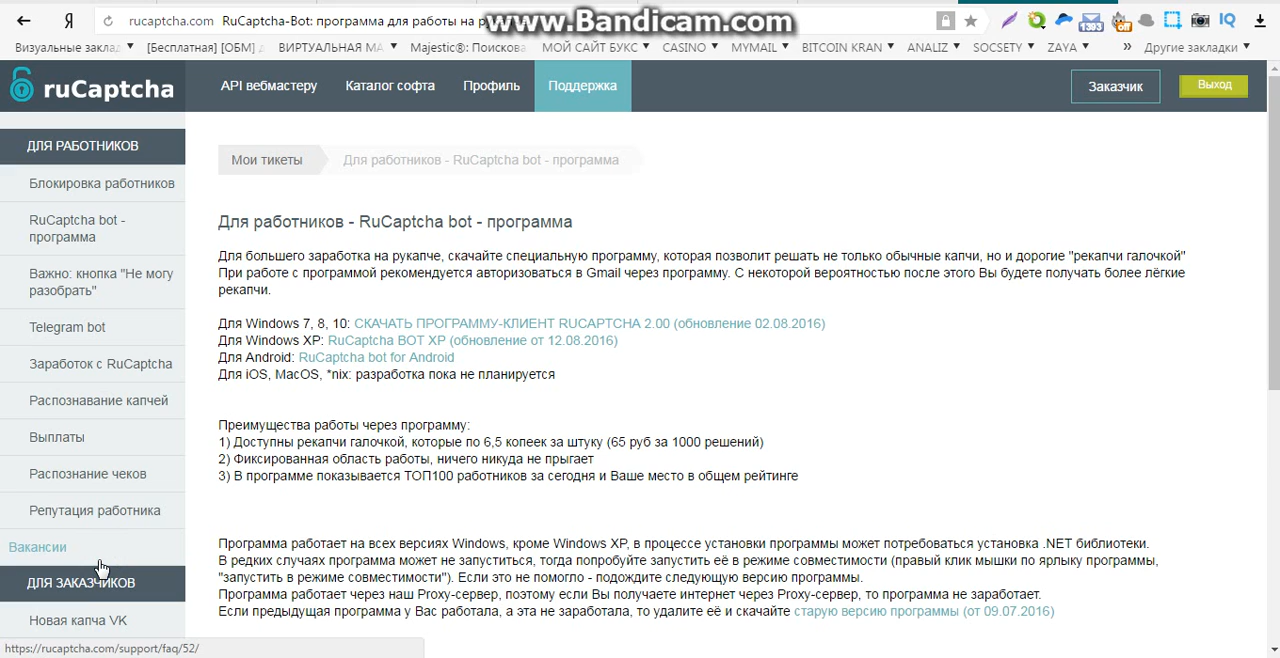 Я rucaptcha.com RuCaptcha-Bot: программа для работы на
www.Bandicam.com
1393
off
IQ
Визуальные заклад [Бесплатная] [ОБМ] ВИРТУАЛЬНАЯ МА Majestic®: Поискова МОЙ САЙТ БУКС CASINO MYMAIL BITCOIN KRAN ANALIZ SOCSETY ZAYA » Другие закладки
ruCaptcha
API вебмастеру Каталог софта Профиль Поддержка Заказчик Выход
ДЛЯ РАБОТНИКОВ
Блокировка работников
RuCaptcha bot -
программа
Важно: кнопка "Не могу
разобрать"
Telegram bot
Заработок с RuCaptcha
Распознавание капчей
Выплаты
Распознание чеков
Репутация работника
Вакансии
ДЛЯ ЗАКАЗЧИКОВ
Новая капча VK
https://rucaptcha.com/support/faq/52/
Мои тикеты Для работников - RuCaptcha bot - программа
Для работников - RuCaptcha bot - программа
Для большего заработка на рукапче, скачайте специальную программу, которая позволит решать не только обычные капчи, но и дорогие "рекапчи галочкой"
При работе с программой рекомендуется авторизоваться в Gmail через программу. С некоторой вероятностью после этого Вы будете получать более лёгкие
рекапчи.
Для Windows 7, 8, 10: СКАЧАТЬ ПРОГРАММУ-КЛИЕНТ RUCAPTCHA 2.00 (обновление 02.08.2016)
Для Windows XP: RuCaptcha BOT XP (обновление от 12.08.2016)
Для Android: RuCaptcha bot for Android
Для iOS, MacOS, *nix: разработка пока не планируется
Преимущества работы через программу:
1) Доступны рекапчи галочкой, которые по 6,5 копеек за штуку (65 руб за 1000 решений)
2) Фиксированная область работы, ничего никуда не прыгает
3) В программе показывается ТОП100 работников за сегодня и Ваше место в общем рейтинге
Программа работает на всех версиях Windows, кроме Windows XP, в процессе установки программы может потребоваться установка .NET библиотеки.
В редких случаях программа может не запуститься, тогда попробуйте запустить её в режиме совместимости (правый клик мышки по ярлыку программы,
"запустить в режиме совместимости"). Если это не помогло - подождите следующую версию программы.
Программа работает через наш Proxy-сервер, поэтому если Вы получаете интернет через Proxy-сервер, то программа не заработает.
Если предыдущая программа у Вас работала, а эта не заработала, то удалите её и скачайте старую версию программы (от 09.07.2016)